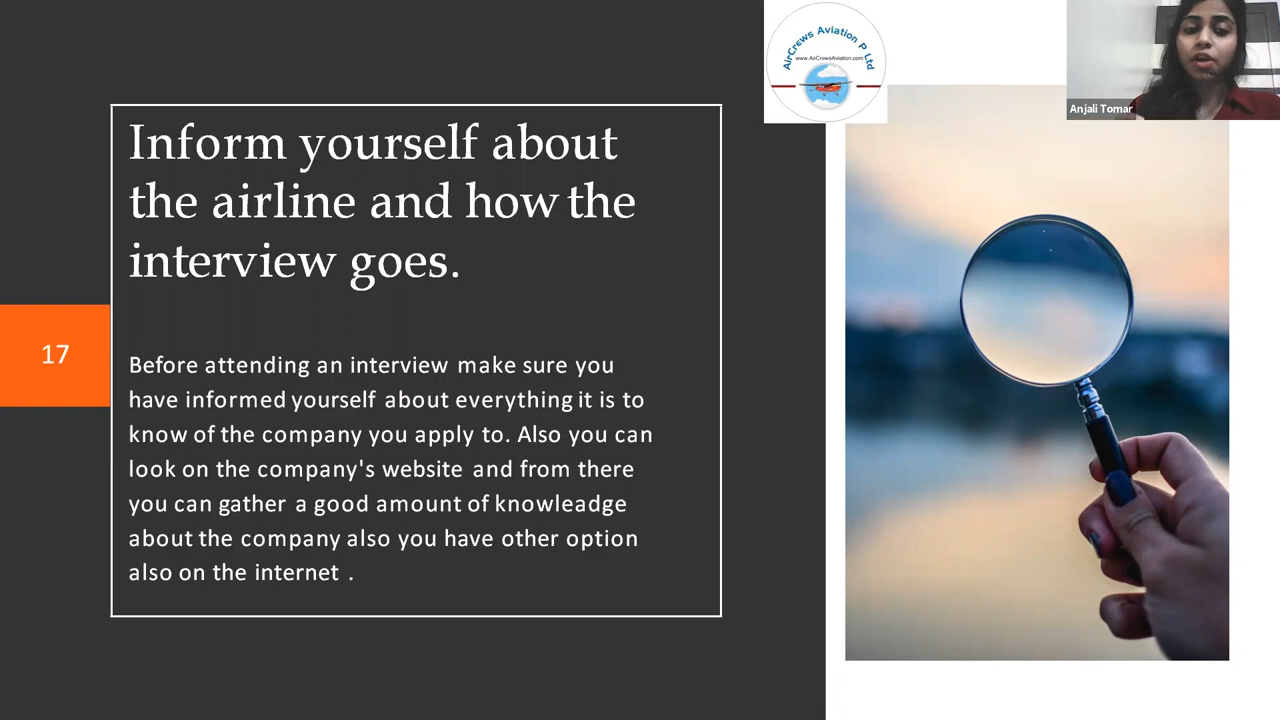 AirCrews Aviation P Ltd
www.AirCrewsAviation.com
Anjali Tomar
Inform yourself about
the airline and how the
interview goes.
17
Before attending an interview make sure you
have informed yourself about everything it is to
know of the company you apply to. Also you can
look on the company's website and from there
you can gather a good amount of knowleadge
about the company also you have other option
also on the internet .